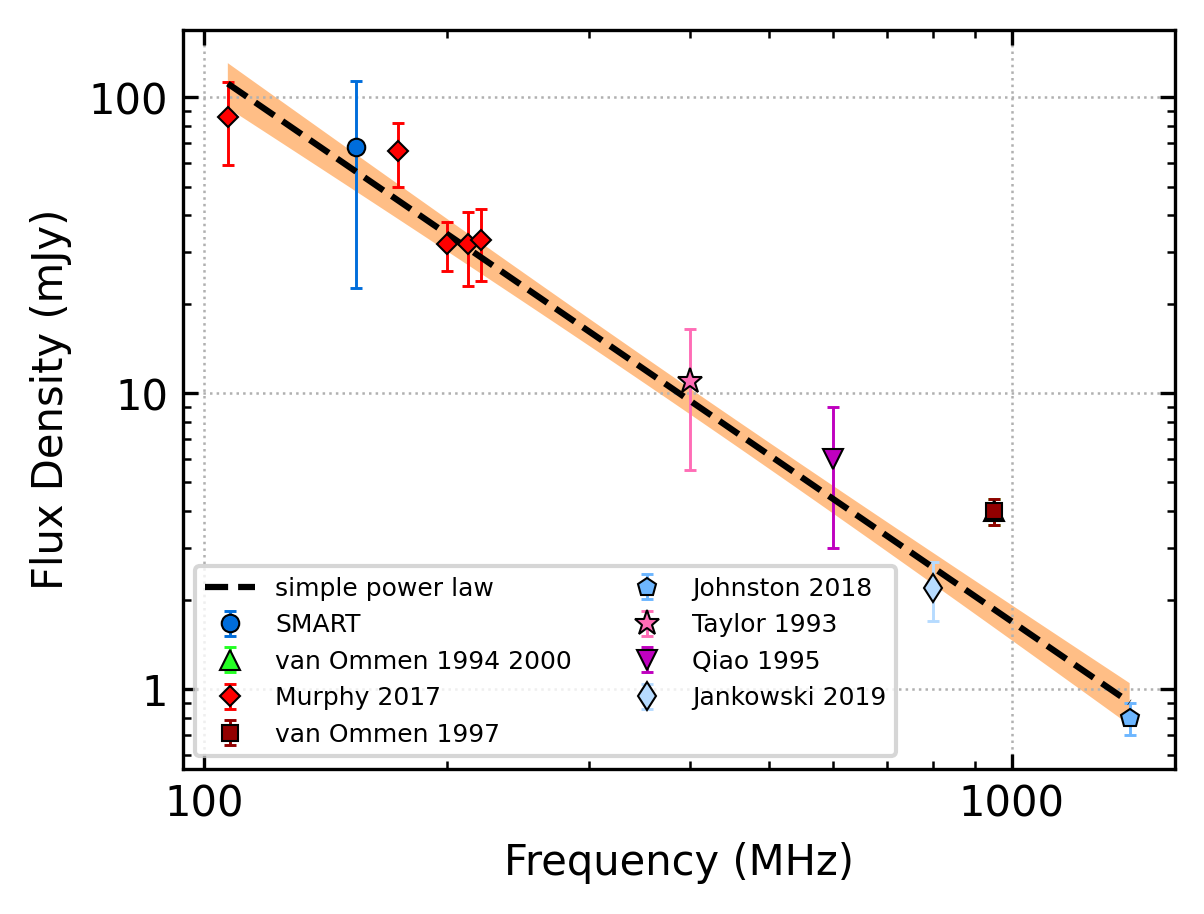 100
10
1
Flux Density (mJy)
simple power law
SMART
van Ommen 1994 2000
Murphy 2017
van Ommen 1997
Johnston 2018
Taylor 1993
Qiao 1995
Jankowski 2019
100
1000
Frequency (MHz)